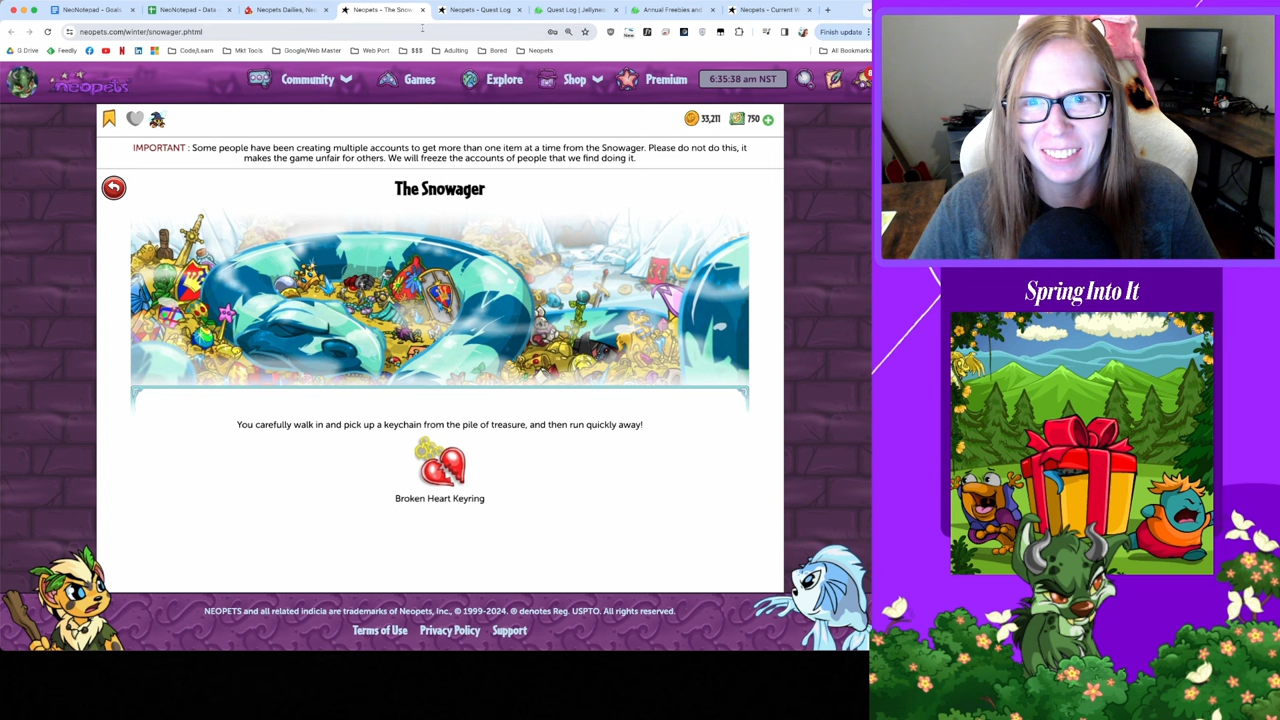 NeoNotepad - Goals
NeoNotepad - Data
Neopets Dailies, Neo
Neopets - The Snow
Neopets - Quest Log
Quest Log | Jellyneo
Annual Freebies and
Neopets - Current W
neopets.com/winter/snowager.phtml
Finish update
G Drive
Feedly
Code/Learn
Mkt Tools
Google/Web Master
Web Port
$$$
Adulting
Bored
Neopets
All Bookmarks
neopets
Community
Games
Explore
Shop
Premium
6:35:38 am NST
33,211
750
IMPORTANT : Some people have been creating multiple accounts to get more than one item at a time from the Snowager. Please do not do this, it
makes the game unfair for others. We will freeze the accounts of people that we find doing it.
The Snowager
You carefully walk in and pick up a keychain from the pile of treasure, and then run quickly away!
Broken Heart Keyring
NEOPETS and all related indicia are trademarks of Neopets, Inc., © 1999-2024. ® denotes Reg. USPTO. All rights reserved.
Terms of Use
Privacy Policy
Support
Spring Into It